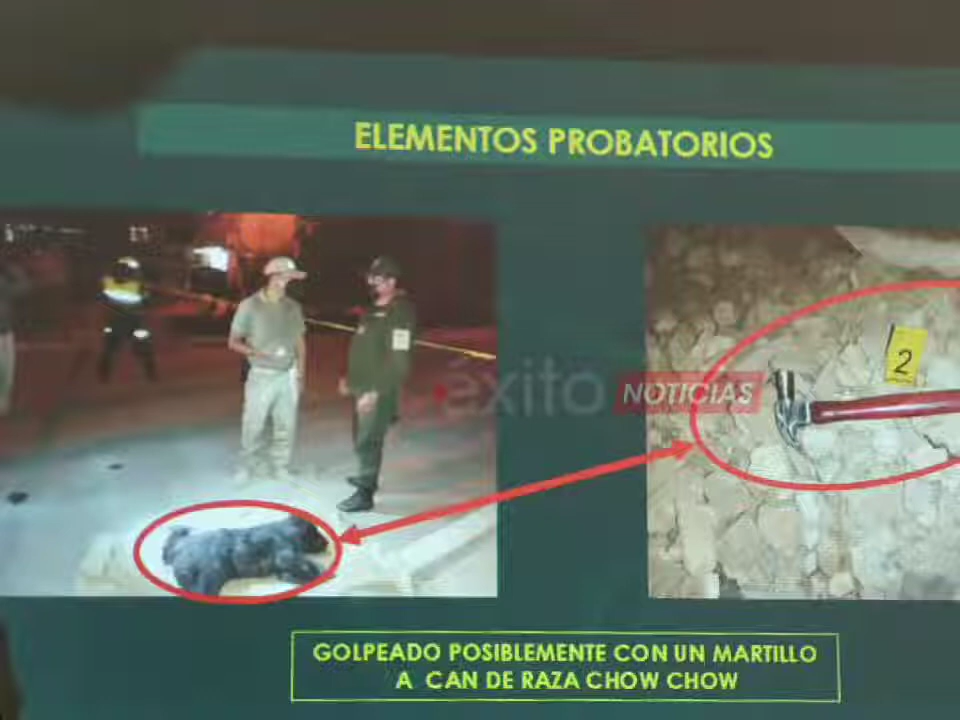 ELEMENTOS PROBATORIOS
éxito NOTICIAS
2
GOLPEADO POSIBLEMENTE CON UN MARTILLO
A CAN DE RAZA CHOW CHOW